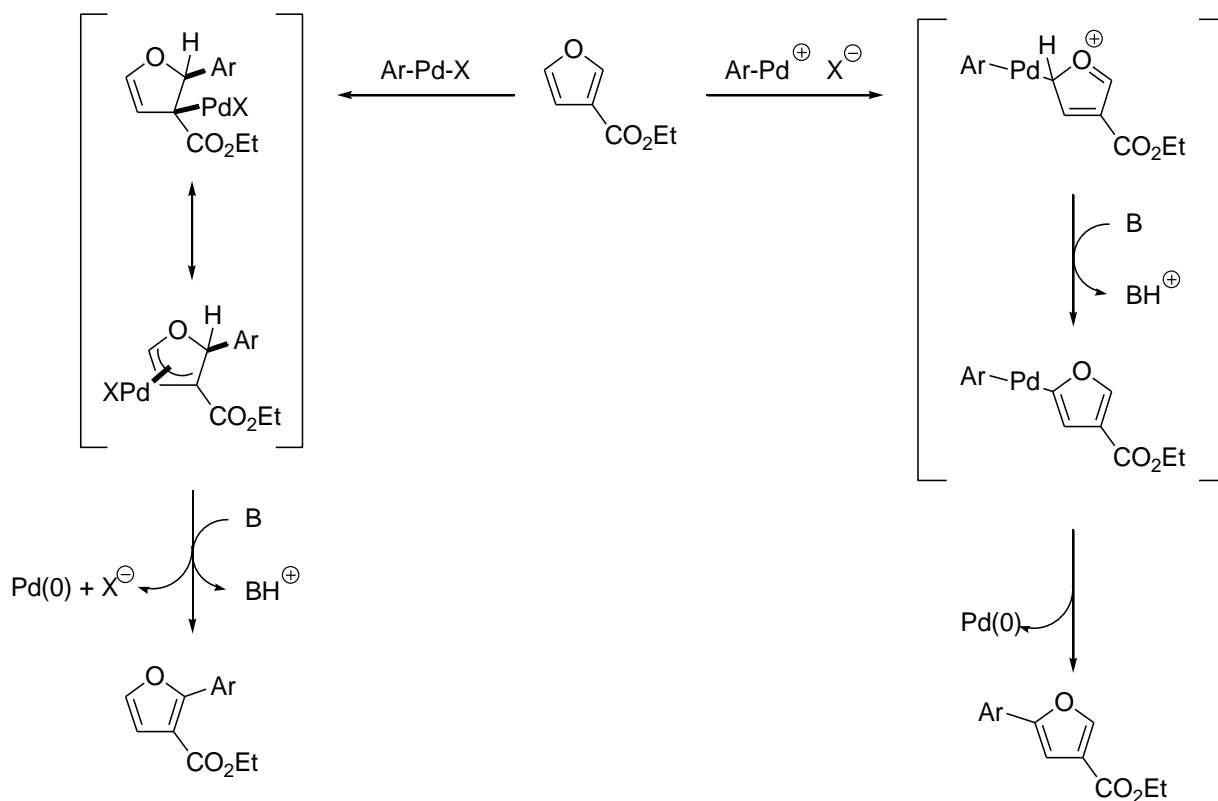 O
H
Ar
PdX
CO2Et
Ar-Pd-X
O
CO2Et
Ar-Pd⊕ X⊖
H
O⊕
Ar
Pd
CO2Et
B
BH⊕
O
H
Ar
XPd
CO2Et
Ar
Pd
O
CO2Et
B
Pd(0) + X⊖
BH⊕
Pd(0)
O
Ar
CO2Et
Ar
O
CO2Et